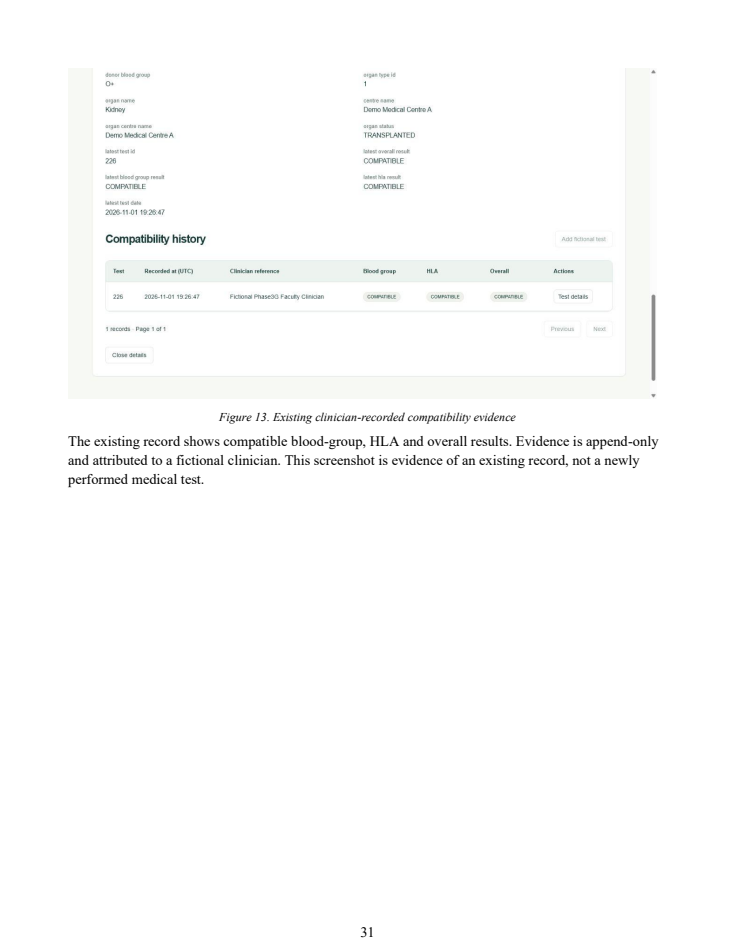 donor blood group
O+
organ type id
1
organ name
Kidney
centre name
Demo Medical Centre A
organ centre name
Demo Medical Centre A
organ status
TRANSPLANTED
latest test id
226
latest overall result
COMPATIBLE
latest blood group result
COMPATIBLE
latest hla result
COMPATIBLE
latest test date
2026-11-01 19:26:47
Compatibility history
Add fictional test
Test Recorded at (UTC) Clinician reference Blood group HLA Overall Actions
226 2026-11-01 19:26:47 Fictional Phase3G Faculty Clinician COMPATIBLE COMPATIBLE COMPATIBLE Test details
1 records · Page 1 of 1 Previous Next
Close details
Figure 13. Existing clinician-recorded compatibility evidence
The existing record shows compatible blood-group, HLA and overall results. Evidence is append-only
and attributed to a fictional clinician. This screenshot is evidence of an existing record, not a newly
performed medical test.
31